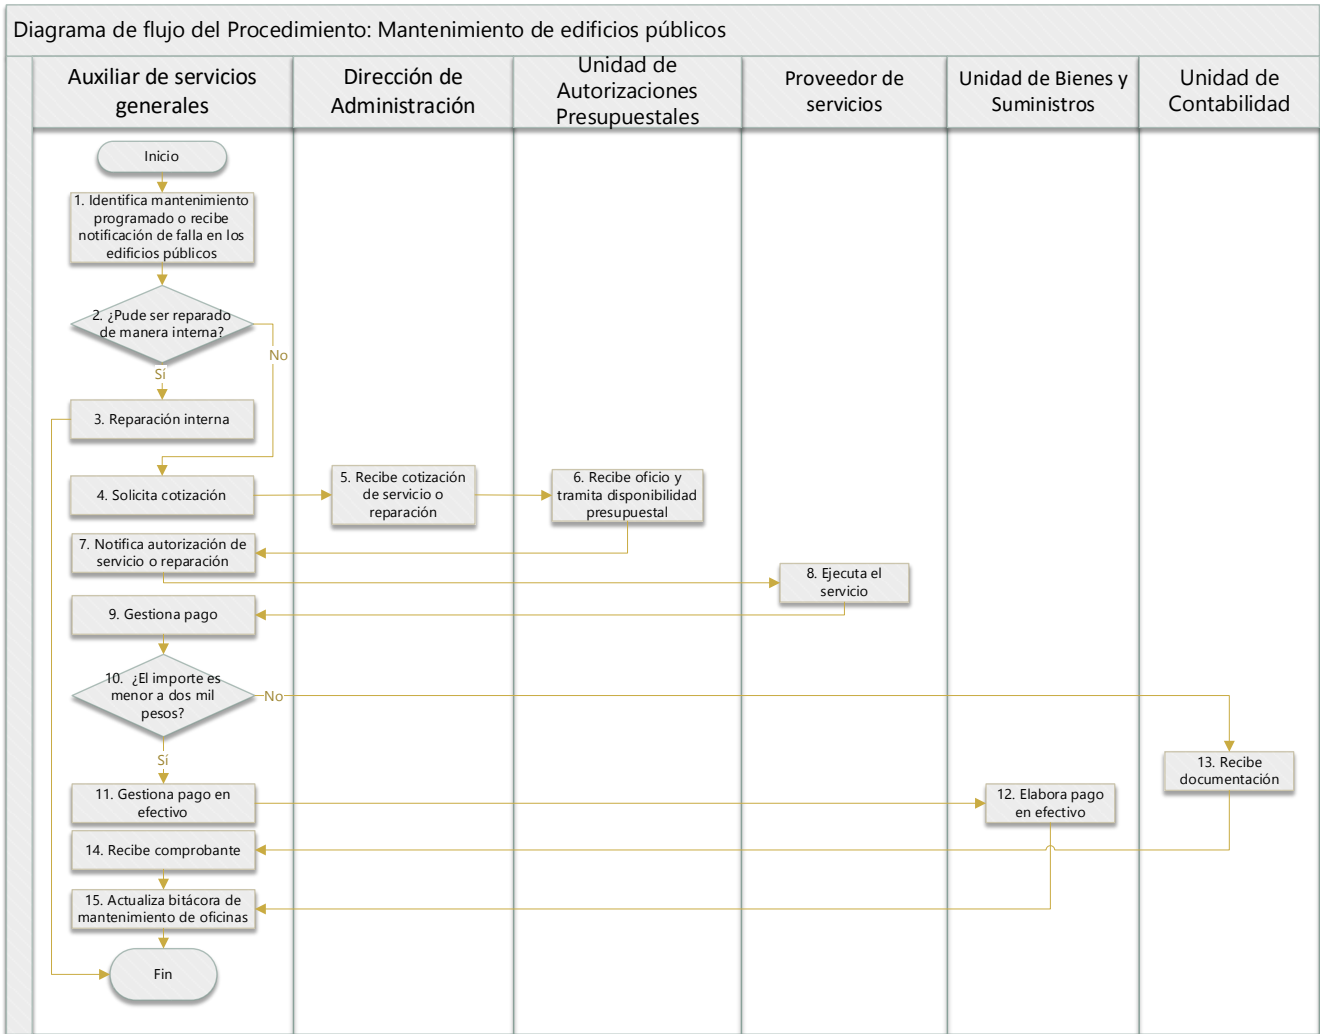 Diagrama de flujo del Procedimiento: Mantenimiento de edificios públicos
Auxiliar de servicios
generales
Dirección de
Administración
Unidad de
Autorizaciones
Presupuestales
Proveedor de
servicios
Unidad de Bienes y
Suministros
Unidad de
Contabilidad
Inicio
1. Identifica mantenimiento
programado o recibe
notificación de falla en los
edificios públicos
2. ¿Pude ser reparado
de manera interna?
No
Sí
3. Reparación interna
4. Solicita cotización
5. Recibe cotización
de servicio o
reparación
6. Recibe oficio y
tramita disponibilidad
presupuestal
7. Notifica autorización de
servicio o reparación
8. Ejecuta el
servicio
9. Gestiona pago
10. ¿El importe es
menor a dos mil
pesos?
No
Sí
13. Recibe
documentación
11. Gestiona pago en
efectivo
12. Elabora pago
en efectivo
14. Recibe comprobante
15. Actualiza bitácora de
mantenimiento de oficinas
Fin